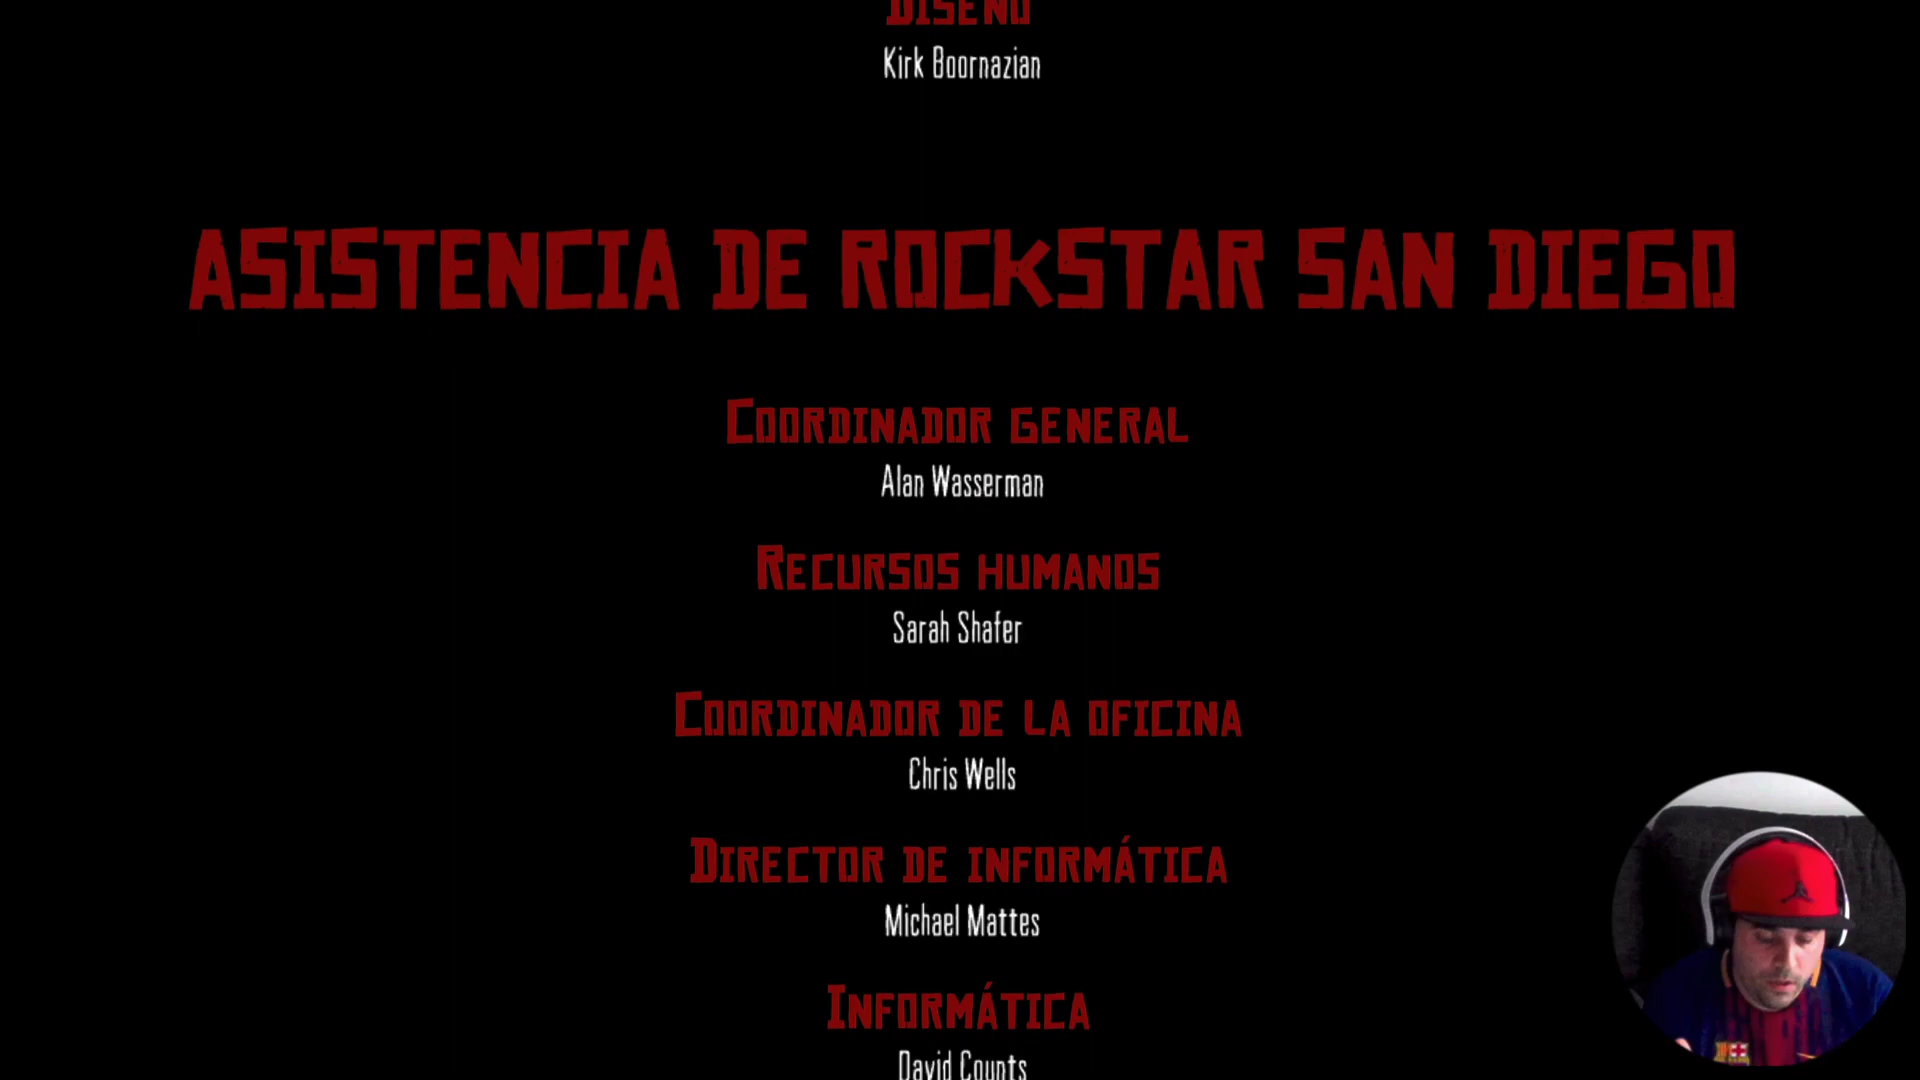 DISEÑO
Kirk Boornazian
ASISTENCIA DE ROCKSTAR SAN DIEGO
COORDINADOR GENERAL
Alan Wasserman
RECURSOS HUMANOS
Sarah Shafer
COORDINADOR DE LA OFICINA
Chris Wells
DIRECTOR DE INFORMÁTICA
Michael Mattes
INFORMÁTICA
David Counts